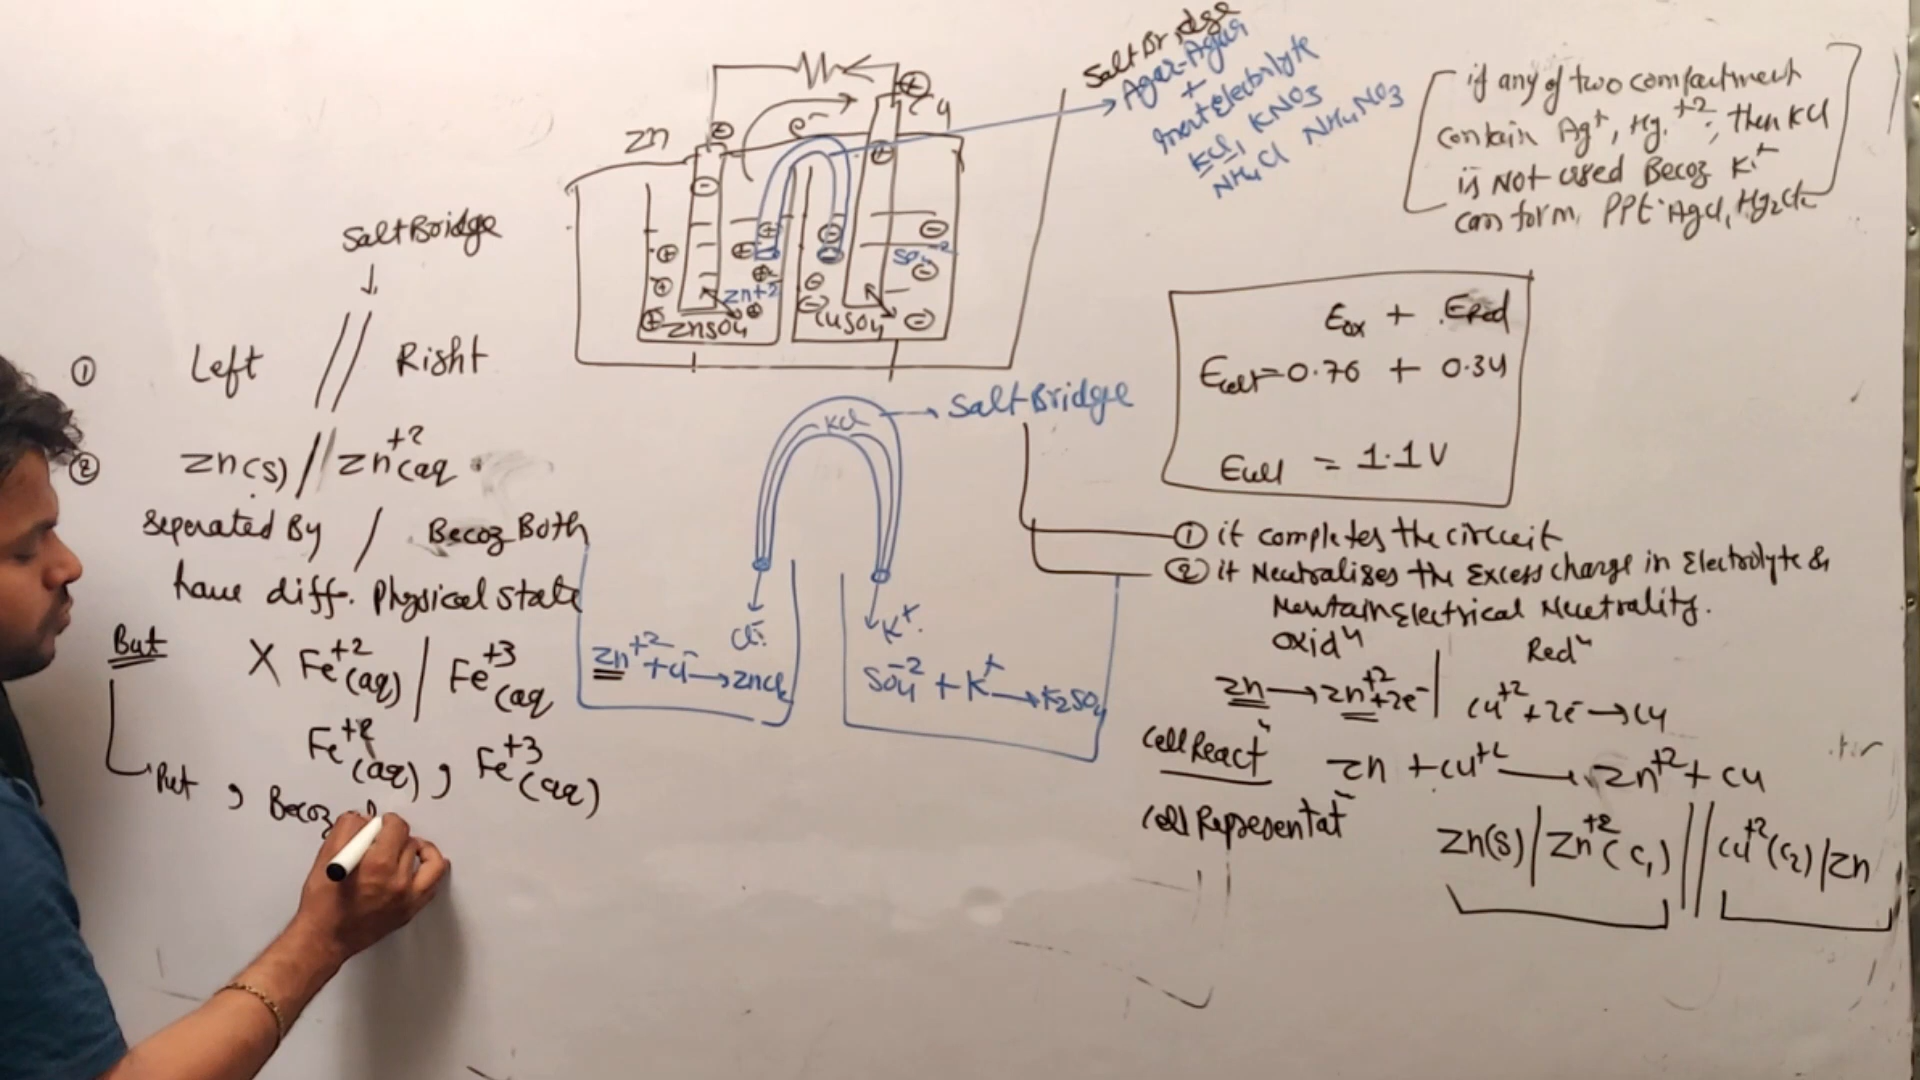 Salt Bridge
Agar-Agar
+
Inert Electrolyte
KCl, KNO3
NH4Cl NH4NO3
if any of two compartment
contain Ag+, Hg2+2, then KCl
is NOT used Becoz
can form PPt AgCl, Hg2Cl2
Zn
e-
Cu
Zn+2
SO4-2
ZnSO4
CuSO4
Salt Bridge
① Left // Right
② Zn(s) / Zn+2(aq
Seperated By / Becoz Both
have diff. Physical State
But X Fe+2(aq) / Fe+3(aq
Fe+2(aq) , Fe+3(aq)
Put , Becoz
KCl
Salt Bridge
Cl-
K+
Zn+2 + Cl- → ZnCl2
SO4-2 + K+ → K2SO4
Eox + Ered
Ecell = 0.76 + 0.34
Ecell = 1.1V
① it completes the circuit
② it Neutralises the Excess charge in Electrolyte &
MentainElectrical Neutrality.
Oxidn Redn
Zn → Zn+2 +2e- | Cu+2 + 2e- → Cu
Cell Reactn Zn + Cu+2 → Zn+2 + Cu
Cell Representatn Zn(s) / Zn+2(C1) // Cu+2(C2) / Zn